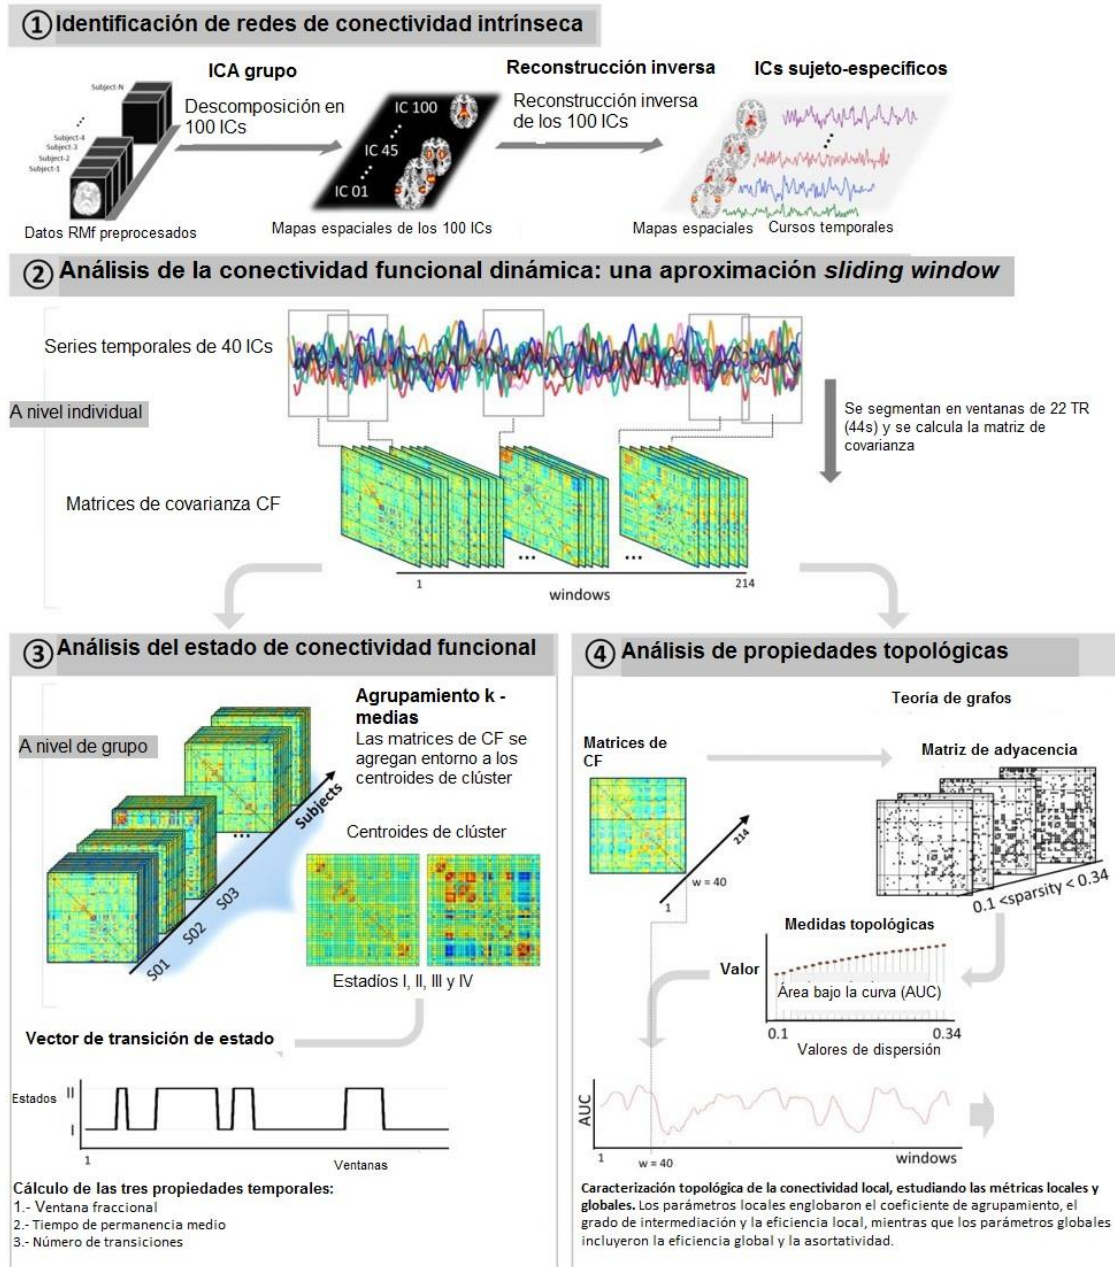 ① Identificación de redes de conectividad intrínseca
ICA grupo
Descomposición en
100 ICs
Reconstrucción inversa
Reconstrucción inversa
de los 100 ICs
ICs sujeto-específicos
Subject-N
Subject-4
Subject-3
Subject-2
Subject-1
IC 100
IC 45
IC 01
Datos RMf preprocesados
Mapas espaciales de los 100 ICs
Mapas espaciales
Cursos temporales
② Análisis de la conectividad funcional dinámica: una aproximación sliding window
Series temporales de 40 ICs
A nivel individual
Se segmentan en ventanas de 22 TR
(44s) y se calcula la matriz de
covarianza
Matrices de covarianza CF
...
...
1
214
windows
③ Análisis del estado de conectividad funcional
A nivel de grupo
Agrupamiento k -
medias
Las matrices de CF se
agregan entorno a los
centroides de clúster
Subjects
...
S03
S02
S01
Centroides de clúster
Estadíos I, II, III y IV
Vector de transición de estado
Estados
II
I
1
Ventanas
Cálculo de las tres propiedades temporales:
1.- Ventana fraccional
2.- Tiempo de permanencia medio
3.- Número de transiciones
④ Análisis de propiedades topológicas
Teoría de grafos
Matrices de
CF
Matriz de adyacencia
214
w = 40
1
0.1 <sparsity < 0.34
Medidas topológicas
Valor
Área bajo la curva (AUC)
0.1
0.34
Valores de dispersión
AUC
1
w = 40
windows
Caracterización topológica de la conectividad local, estudiando las métricas locales y
globales. Los parámetros locales englobaron el coeficiente de agrupamiento, el
grado de intermediación y la eficiencia local, mientras que los parámetros globales
incluyeron la eficiencia global y la asortatividad.